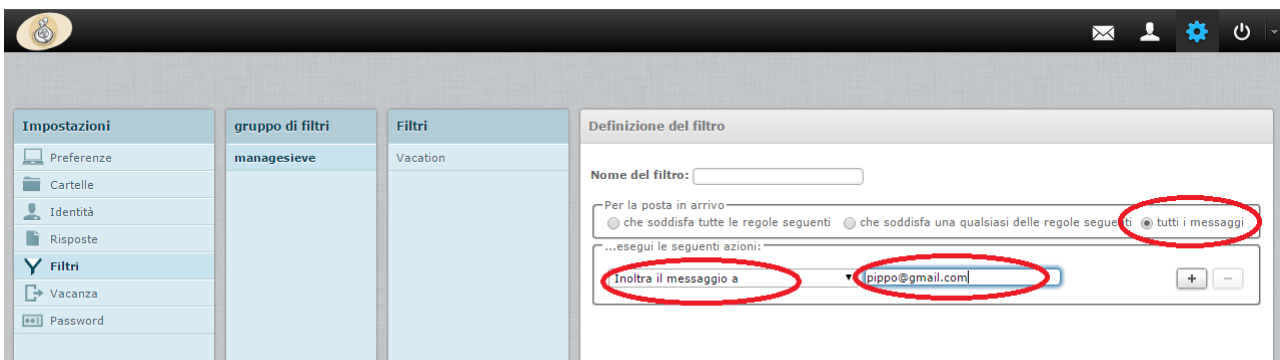 Impostazioni
Preferenze
Cartelle
Identità
Risposte
Filtri
Vacanza
Password
gruppo di filtri
managesieve
Filtri
Vacation
Definizione del filtro
Nome del filtro:
Per la posta in arrivo
che soddisfa tutte le regole seguenti che soddisfa una qualsiasi delle regole seguenti tutti i messaggi
...esegui le seguenti azioni:
Inoltra il messaggio a pippo@gmail.com + −